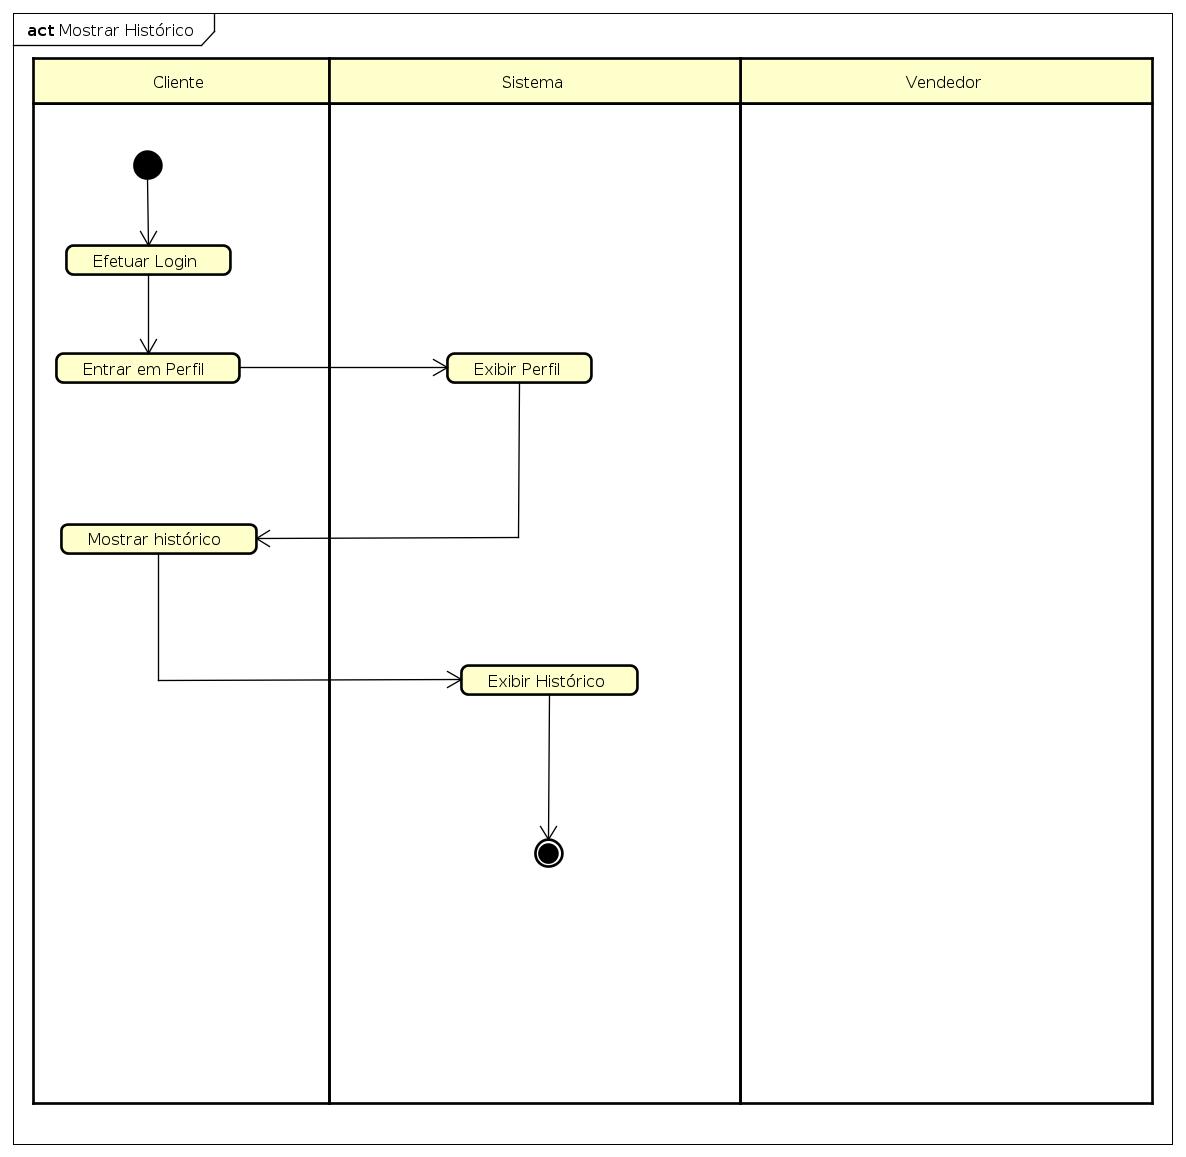 act Mostrar Histórico
Cliente
Sistema
Vendedor
Efetuar Login
Entrar em Perfil
Exibir Perfil
Mostrar histórico
Exibir Histórico